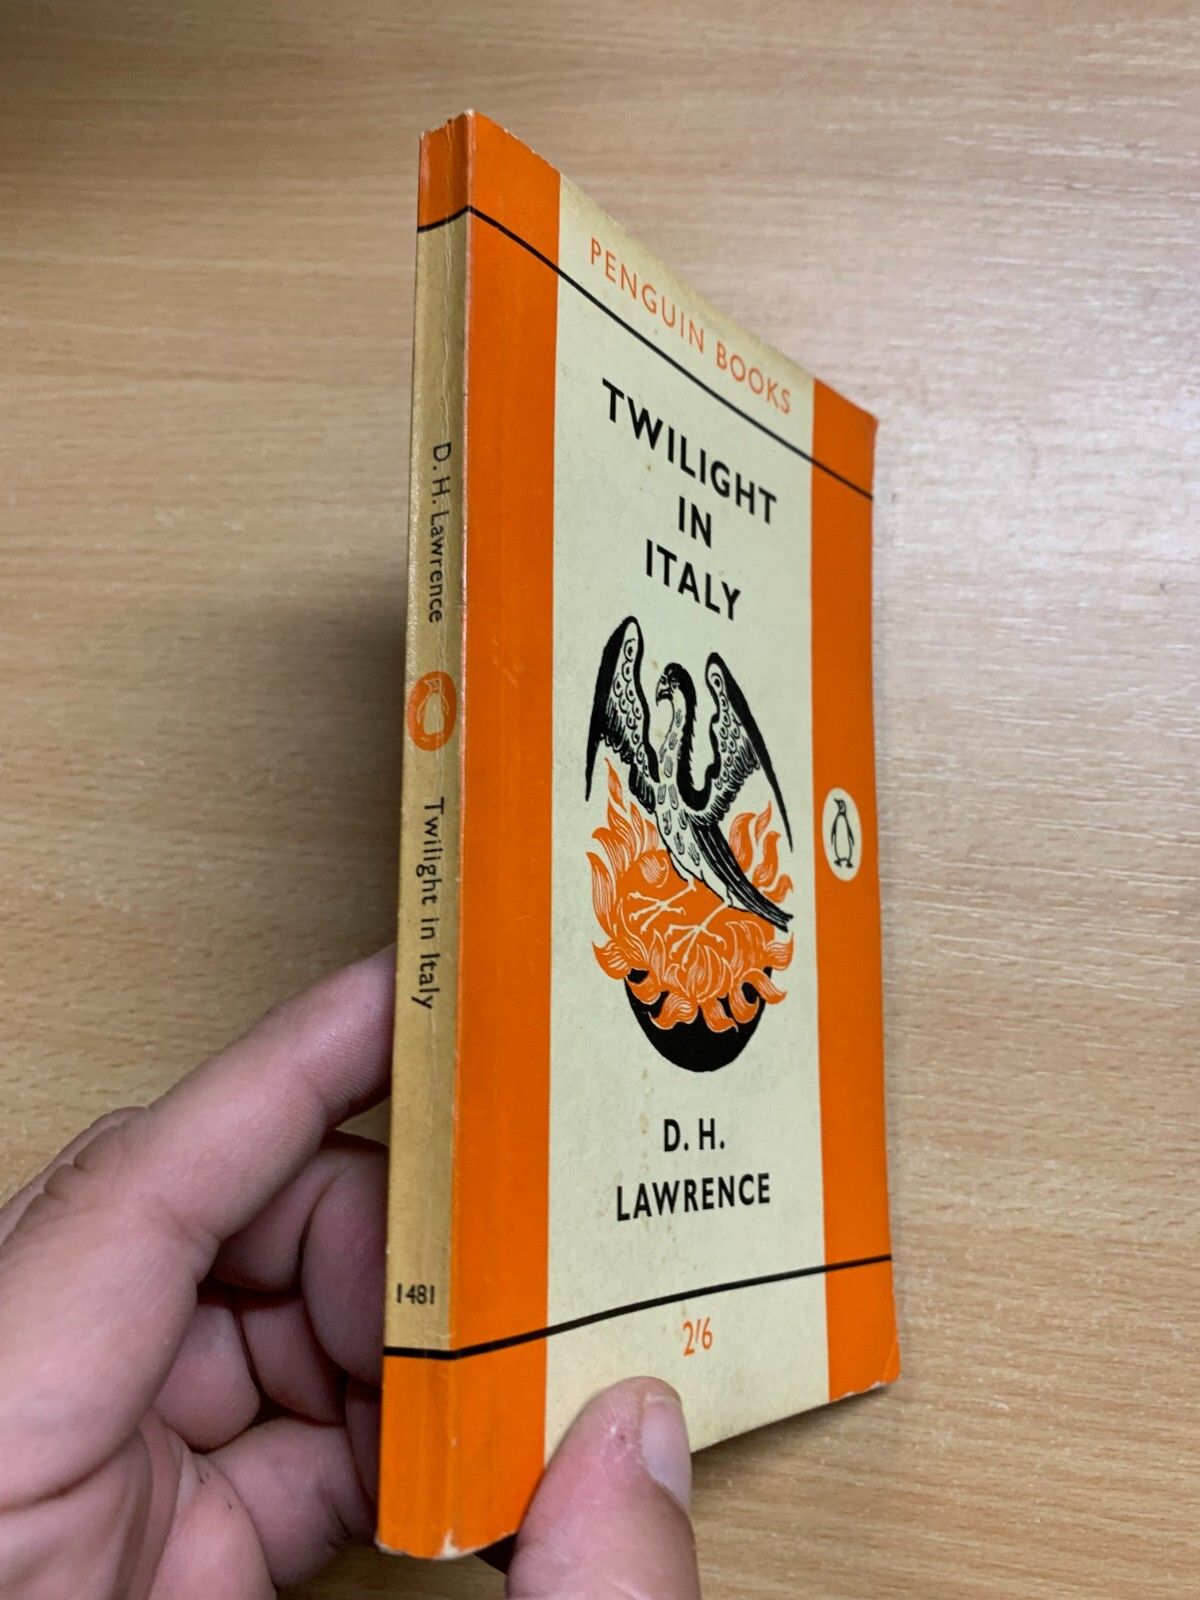 PENGUIN BOOKS
TWILIGHT
IN
ITALY
D. H.
LAWRENCE
2/6
D. H. Lawrence
Twilight in Italy
1481